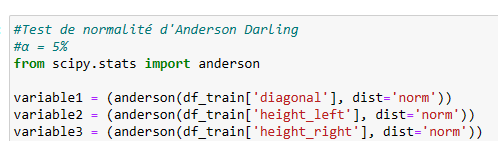 #Test de normalité d'Anderson Darling
#α = 5%
from scipy.stats import anderson
variable1 = (anderson(df_train['diagonal'], dist='norm'))
variable2 = (anderson(df_train['height_left'], dist='norm'))
variable3 = (anderson(df_train['height_right'], dist='norm'))